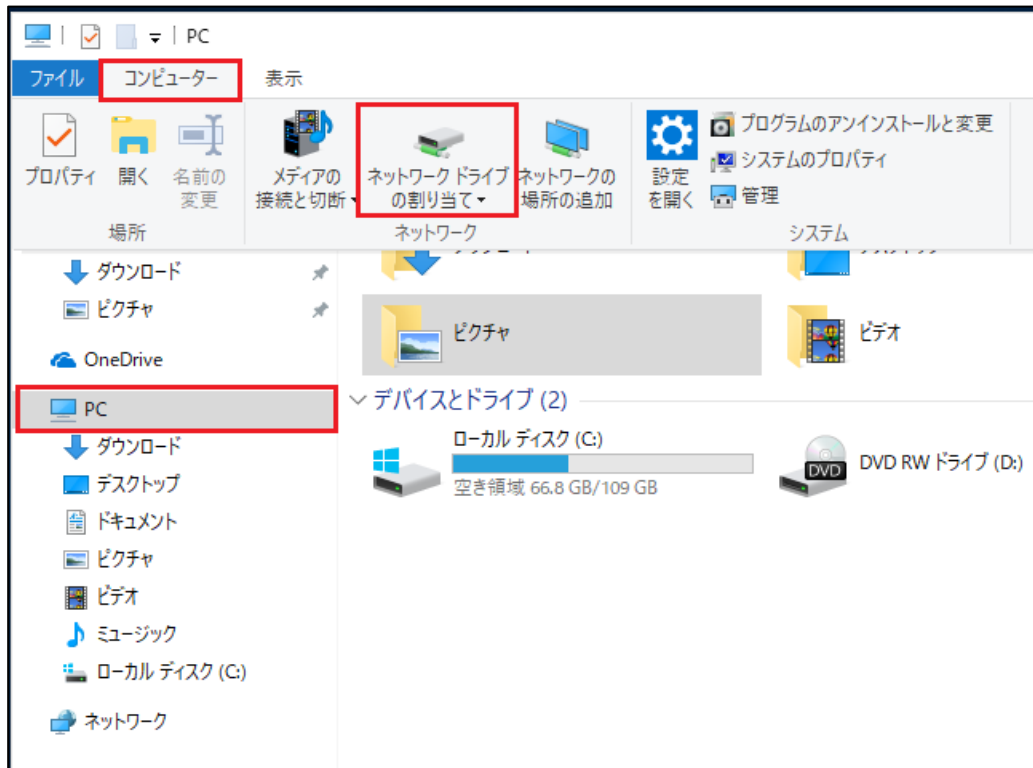 PC
ファイル
コンピューター
表示
プロパティ
開く
名前の
変更
場所
メディアの
接続と切断
ネットワーク ドライブ
の割り当て
ネットワークの
場所の追加
ネットワーク
設定
を開く
プログラムのアンインストールと変更
システムのプロパティ
管理
システム
ダウンロード
ピクチャ
OneDrive
PC
ダウンロード
デスクトップ
ドキュメント
ピクチャ
ビデオ
ミュージック
ローカル ディスク (C:)
ネットワーク
ピクチャ
ビデオ
デバイスとドライブ (2)
ローカル ディスク (C:)
空き領域 66.8 GB/109 GB
DVD
DVD RW ドライブ (D:)